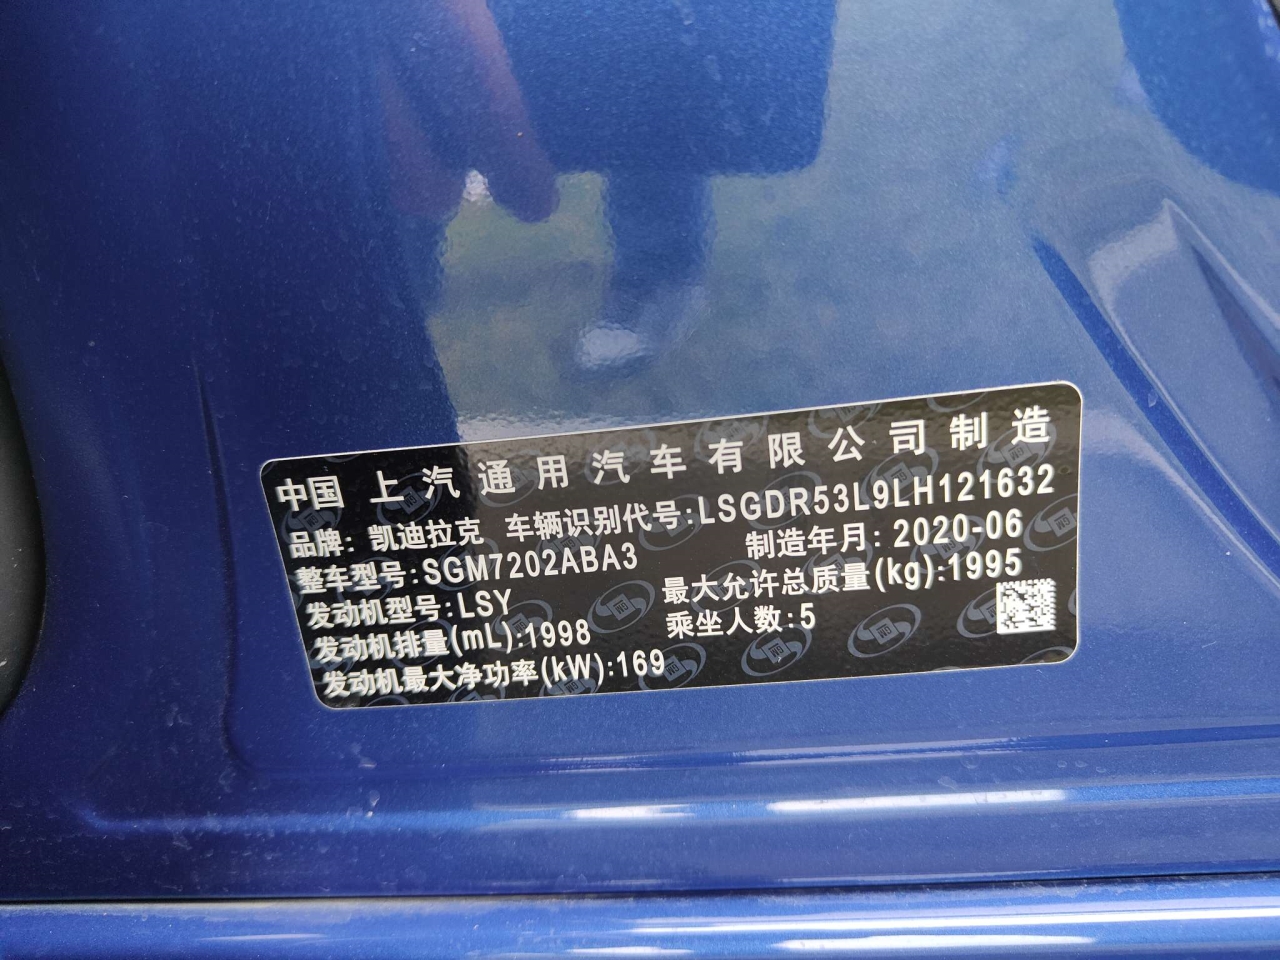 中国 上汽通用汽车有限公司制造
品牌: 凯迪拉克 车辆识别代号:LSGDR53L9LH121632
整车型号:SGM7202ABA3 制造年月: 2020-06
发动机型号:LSY 最大允许总质量(kg):1995
发动机排量(mL):1998 乘坐人数:5
发动机最大净功率(kW):169